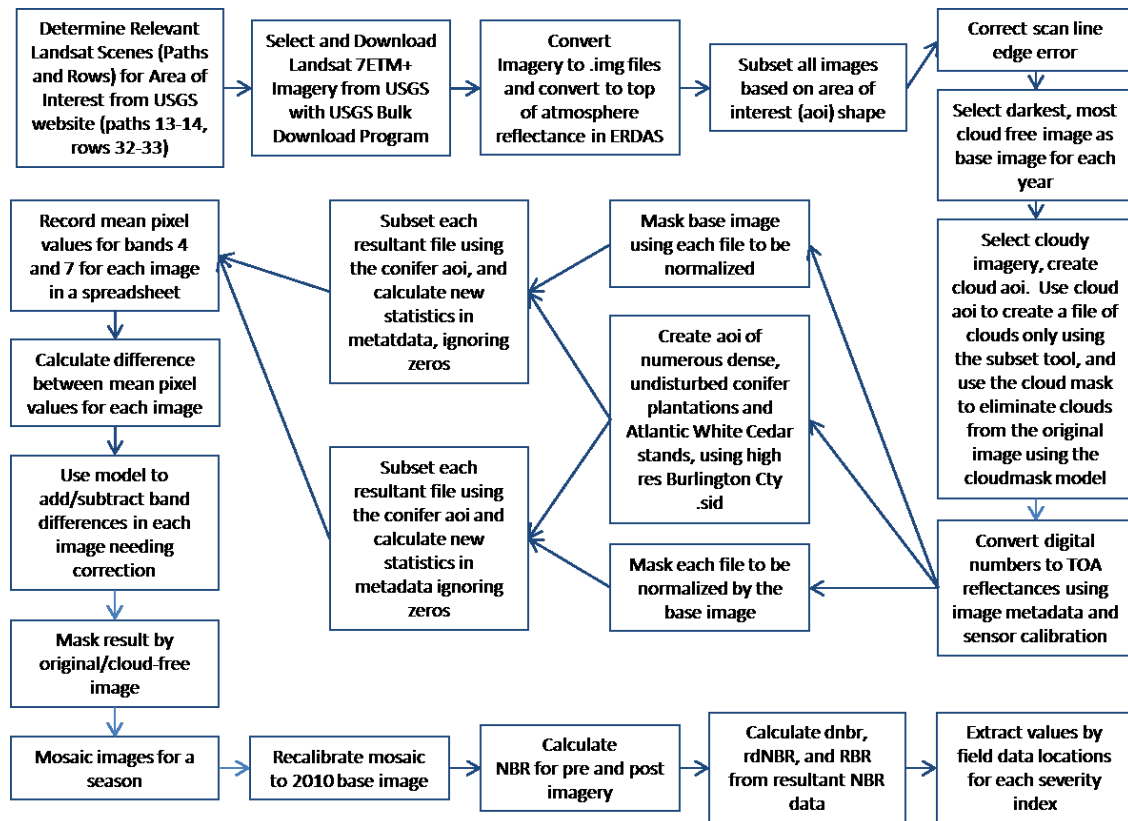 Determine Relevant
Landsat Scenes (Paths
and Rows) for Area of
Interest from USGS
website (paths 13-14,
rows 32-33)
Select and Download
Landsat 7ETM+
Imagery from USGS
with USGS Bulk
Download Program
Convert
Imagery to .img files
and convert to top of
atmosphere
reflectance in ERDAS
Subset all images
based on area of
interest (aoi) shape
Correct scan line
edge error
Select darkest, most
cloud free image as
base image for each
year
Select cloudy
imagery, create
cloud aoi. Use cloud
aoi to create a file of
clouds only using
the subset tool, and
use the cloud mask
to eliminate clouds
from the original
image using the
cloudmask model
Convert digital
numbers to TOA
reflectances using
image metadata and
sensor calibration
Mask base image
using each file to be
normalized
Create aoi of
numerous dense,
undisturbed conifer
plantations and
Atlantic White Cedar
stands, using high
res Burlington Cty
.sid
Mask each file to be
normalized by the
base image
Subset each
resultant file using
the conifer aoi, and
calculate new
statistics in
metatdata, ignoring
zeros
Subset each
resultant file using
the conifer aoi and
calculate new
statistics in
metadata ignoring
zeros
Record mean pixel
values for bands 4
and 7 for each image
in a spreadsheet
Calculate difference
between mean pixel
values for each image
Use model to
add/subtract band
differences in each
image needing
correction
Mask result by
original/cloud-free
image
Mosaic images for a
season
Recalibrate mosaic
to 2010 base image
Calculate
NBR for pre and post
imagery
Calculate dnbr,
rdNBR, and RBR
from resultant NBR
data
Extract values by
field data locations
for each severity
index